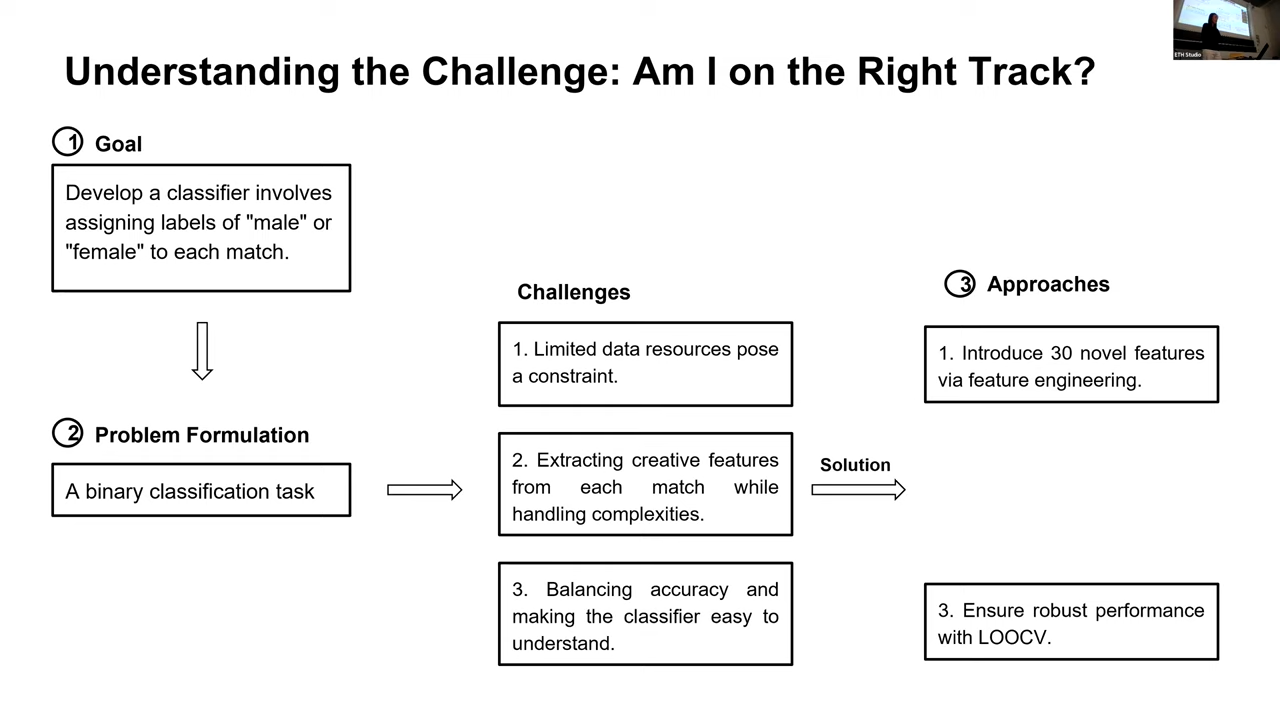 ETH Studio
Understanding the Challenge: Am I on the Right Track?
1 Goal
Develop a classifier involves
assigning labels of "male" or
"female" to each match.
2 Problem Formulation
A binary classification task
Challenges
1. Limited data resources pose
a constraint.
2. Extracting creative features
from each match while
handling complexities.
3. Balancing accuracy and
making the classifier easy to
understand.
Solution
3 Approaches
1. Introduce 30 novel features
via feature engineering.
3. Ensure robust performance
with LOOCV.